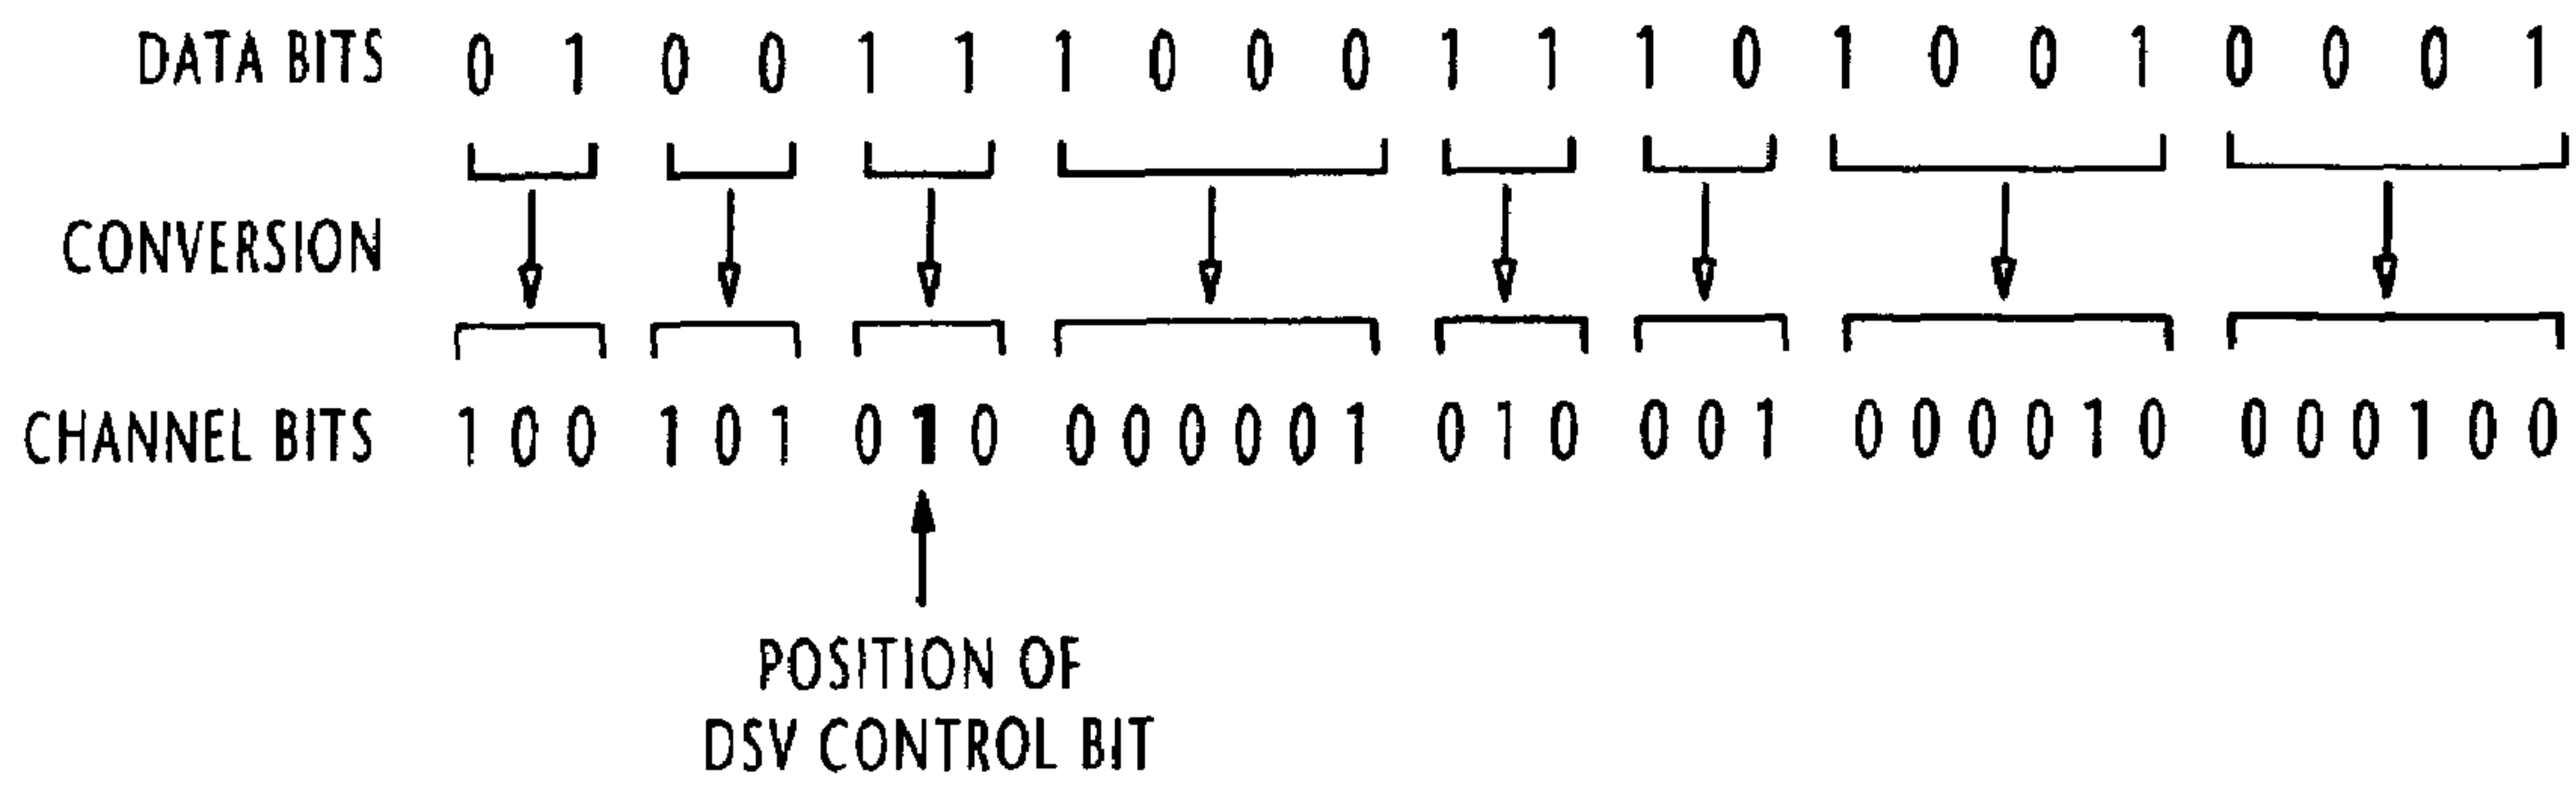 DATA BITS 0 1 0 0 1 1 1 0 0 0 1 1 1 0 1 0 0 1 0 0 0 1
CONVERSION
CHANNEL BITS 1 0 0 1 0 1 0 1 0 0 0 0 0 0 1 0 1 0 0 0 1 0 0 0 0 1 0 0 0 0 1 0 0
POSITION OF
DSV CONTROL BIT